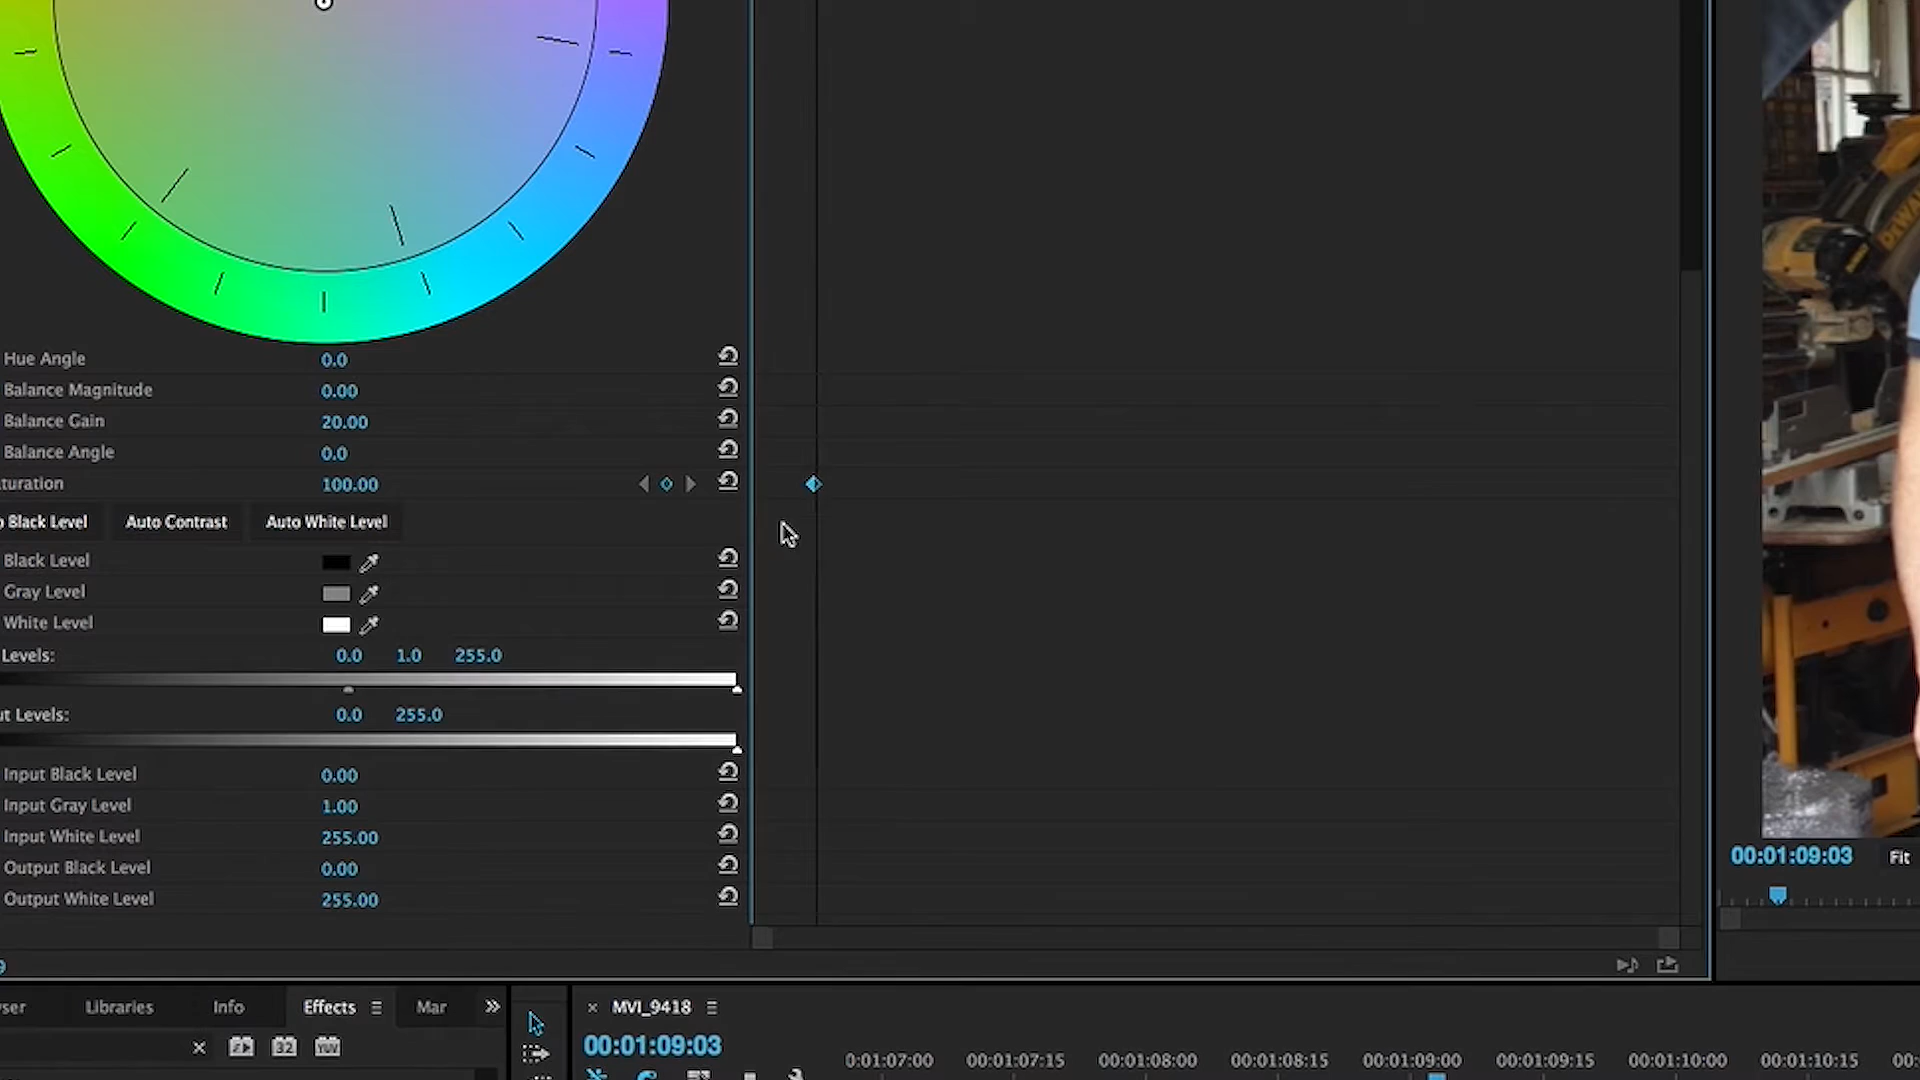 Hue Angle 0.0
Balance Magnitude 0.00
Balance Gain 20.00
Balance Angle 0.0
turation 100.00
Black Level Auto Contrast Auto White Level
Black Level
Gray Level
White Level
Levels: 0.0 1.0 255.0
t Levels: 0.0 255.0
Input Black Level 0.00
Input Gray Level 1.00
Input White Level 255.00
Output Black Level 0.00
Output White Level 255.00
DEWA
00:01:09:03 Fit
ser Libraries Info Effects Mar
× MVI_9418
32 YUV
00:01:09:03
0:01:07:00 00:01:07:15 00:01:08:00 00:01:08:15 00:01:09:00 00:01:09:15 00:01:10:00 00:01:10:15 00: